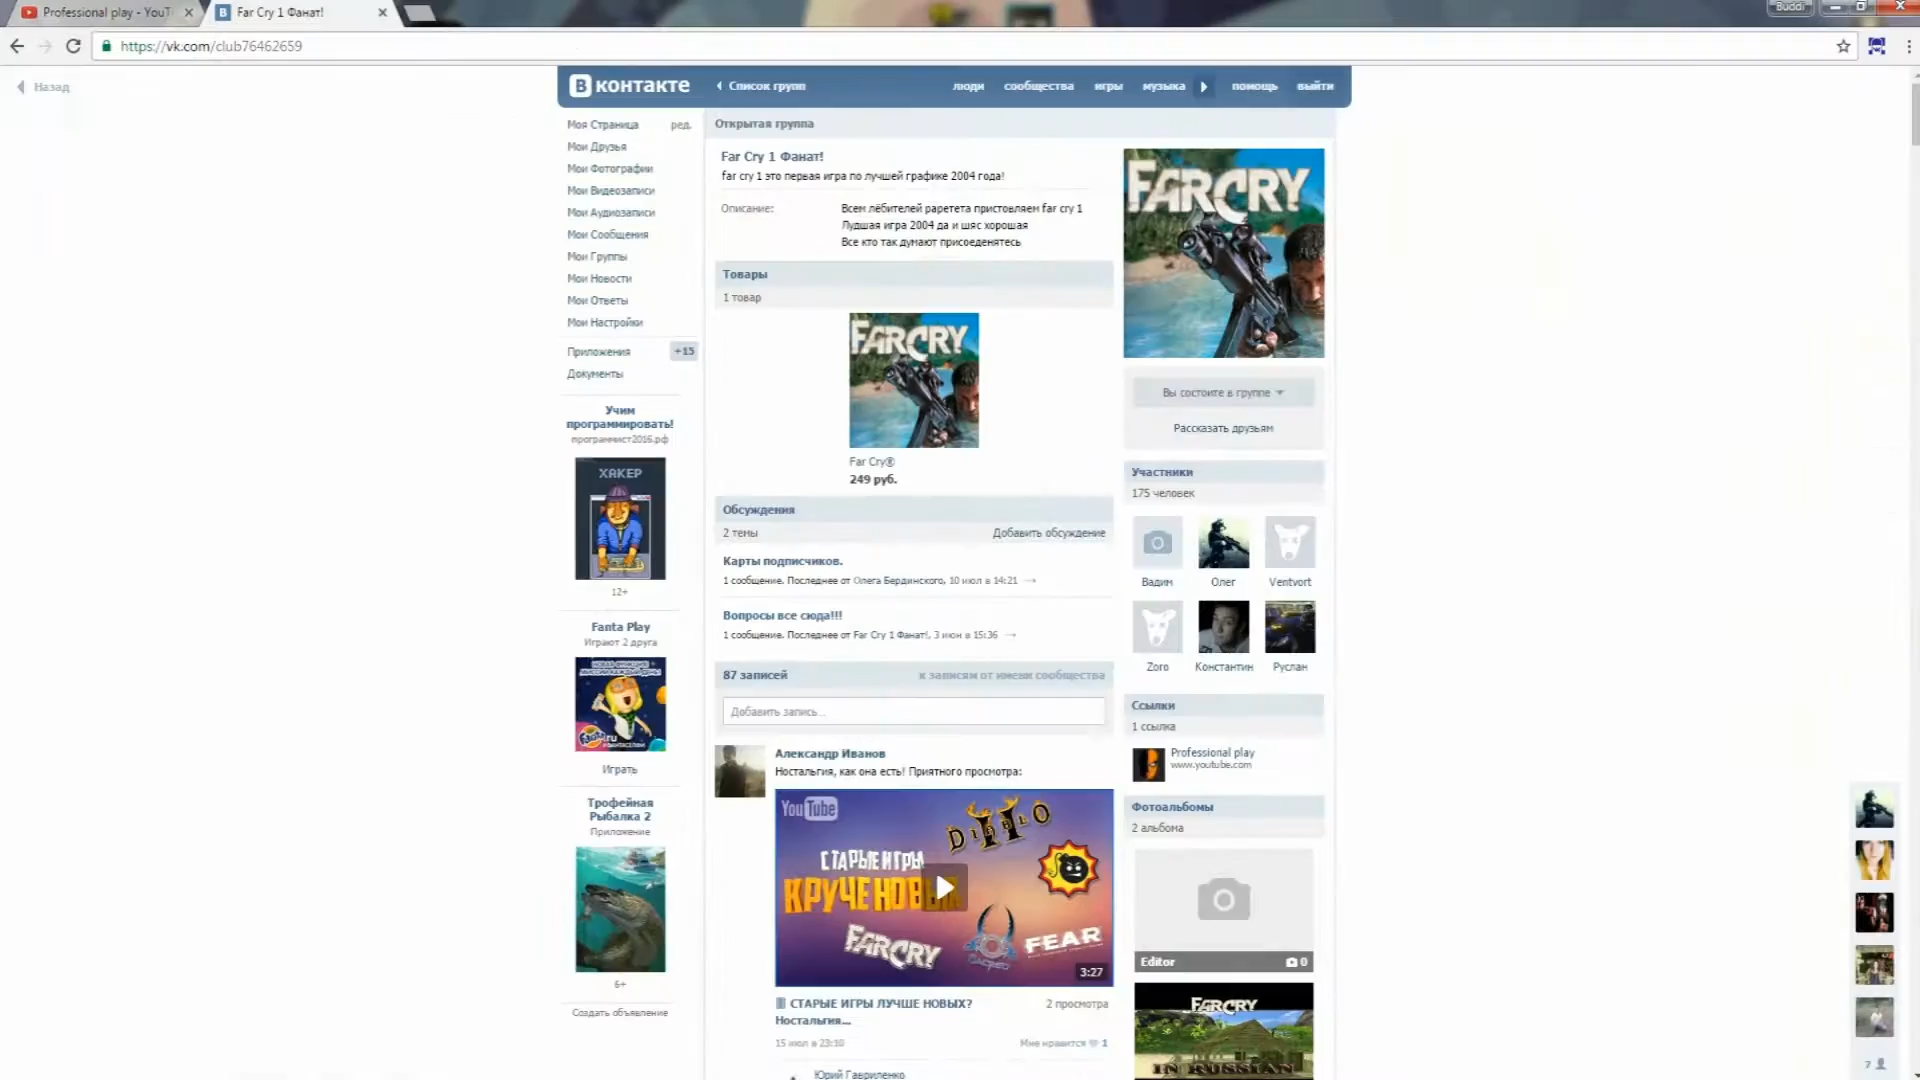 Professional play - YouT
Far Cry 1 Фанат!
Buddi
https://vk.com/club76462659
Назад
В контакте
Список групп
люди
сообщества
игры
музыка
помощь
выйти
Моя Страница
ред.
Мои Друзья
Мои Фотографии
Мои Видеозаписи
Мои Аудиозаписи
Мои Сообщения
Мои Группы
Мои Новости
Мои Ответы
Мои Настройки
Приложения
+15
Документы
Учим
программировать!
программист2016.рф
ХАКЕР
12+
Fanta Play
Играют 2 друга
Играть
Трофейная
Рыбалка 2
Приложение
6+
Создать объявление
Открытая группа
Far Cry 1 Фанат!
far cry 1 это первая игра по лучшей графике 2004 года!
Описание:
Всем лёбителей раретета пристовляем far cry 1
Лудшая игра 2004 да и шяс хорошая
Все кто так думают присоеденятесь
Товары
1 товар
FARCRY
Far Cry®
249 руб.
Обсуждения
2 темы
Добавить обсуждение
Карты подписчиков.
1 сообщение. Последнее от Олега Бердинского, 10 июл в 14:21 →
Вопросы все сюда!!!
1 сообщение. Последнее от Far Cry 1 Фанат!, 3 июн в 15:36 →
87 записей
к записям от имени сообщества
Добавить запись...
Александр Иванов
Ностальгия, как она есть! Приятного просмотра:
YouTube
DIABLO II
СТАРЫЕ ИГРЫ
КРУЧЕ НОВЫХ
FARCRY
SACRED
FEAR
3:27
СТАРЫЕ ИГРЫ ЛУЧШЕ НОВЫХ?
Ностальгия...
2 просмотра
15 июл в 23:10
Мне нравится 1
Юрий Гавриленко
FARCRY
Вы состоите в группе
Рассказать друзьям
Участники
175 человек
Вадим
Олег
Ventvort
Zoro
Константин
Руслан
Ссылки
1 ссылка
Professional play
www.youtube.com
Фотоальбомы
2 альбома
Editor
0
FARCRY
IN RUSSIAN
7